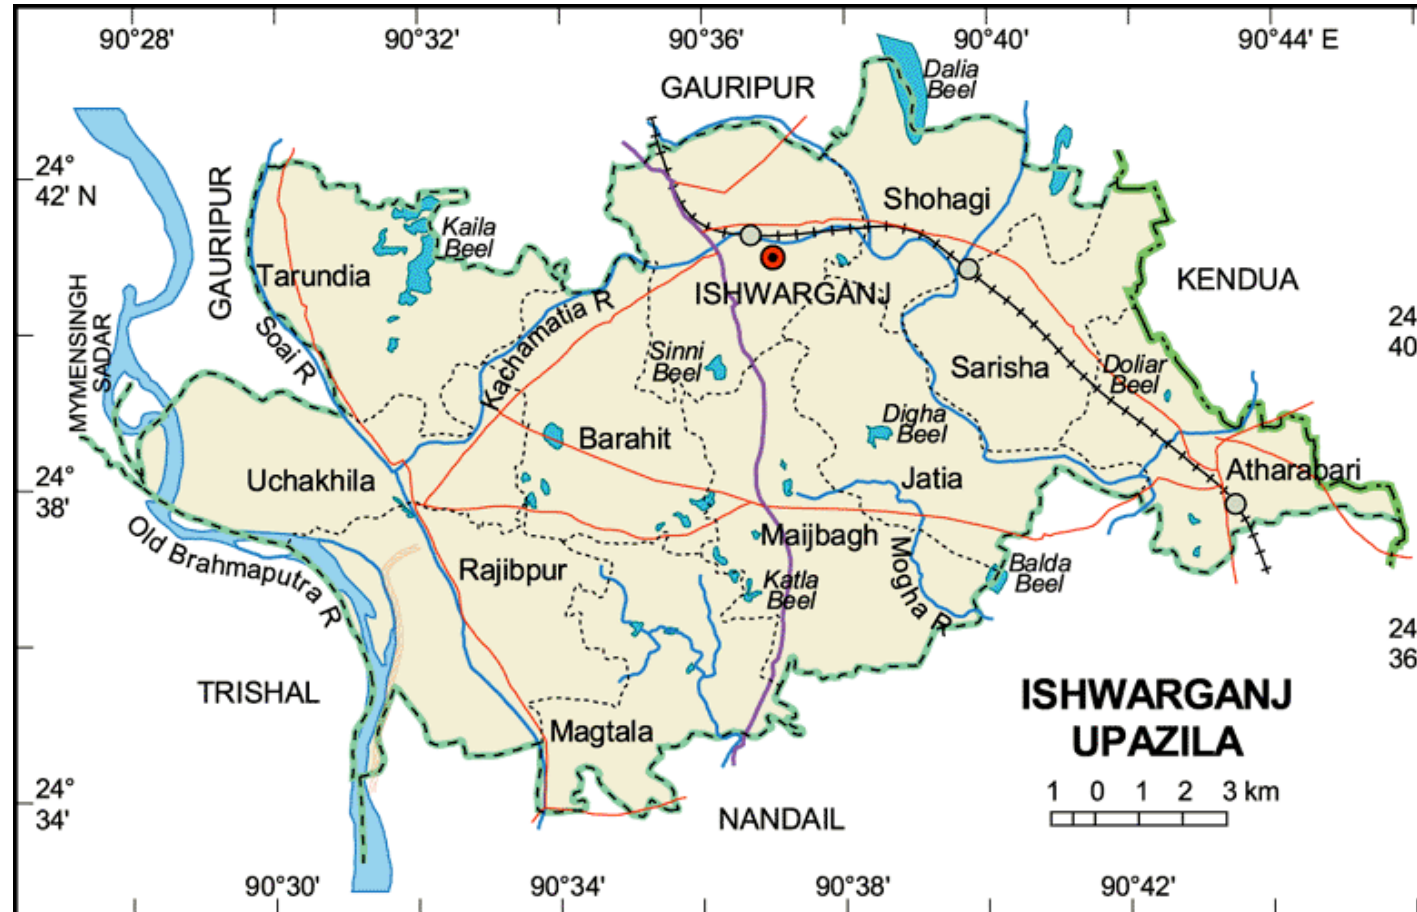 90°28'
90°32'
90°36'
90°40'
90°44' E
Dalia
Beel
GAURIPUR
24°
42' N
GAURIPUR
Shohagi
Kaila
Beel
Tarundia
KENDUA
ISHWARGANJ
MYMENSINGH
SADAR
Soai R
Kachamatia R
24
40
Sinni
Beel
Sarisha
Doliar
Beel
Digha
Beel
Barahit
Uchakhila
Jatia
Atharabari
24°
38'
Old Brahmaputra R
Maijbagh
Rajibpur
Mogha R
Balda
Beel
Katla
Beel
24
36
TRISHAL
ISHWARGANJ
UPAZILA
Magtala
24°
34'
1 0 1 2 3 km
NANDAIL
90°30'
90°34'
90°38'
90°42'